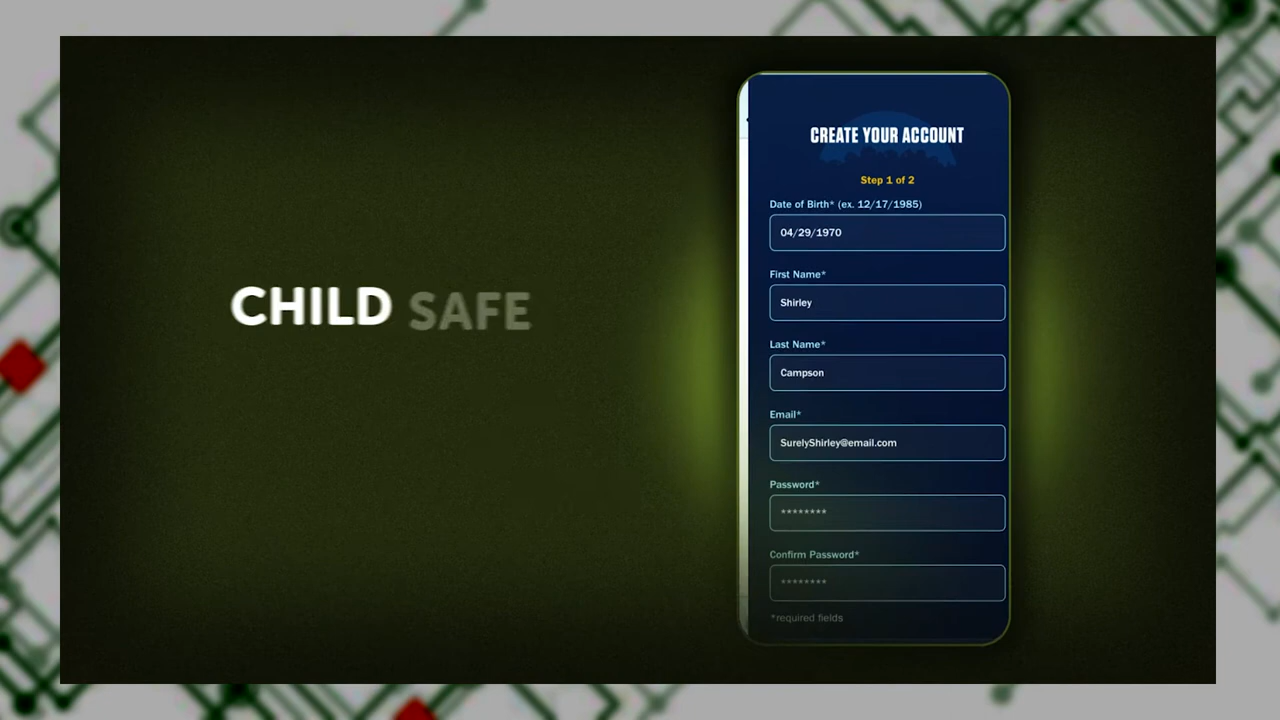 CHILD SAFE
CREATE YOUR ACCOUNT
Step 1 of 2
Date of Birth* (ex. 12/17/1985)
04/29/1970
First Name*
Shirley
Last Name*
Campson
Email*
SurelyShirley@email.com
Password*
********
Confirm Password*
********
*required fields